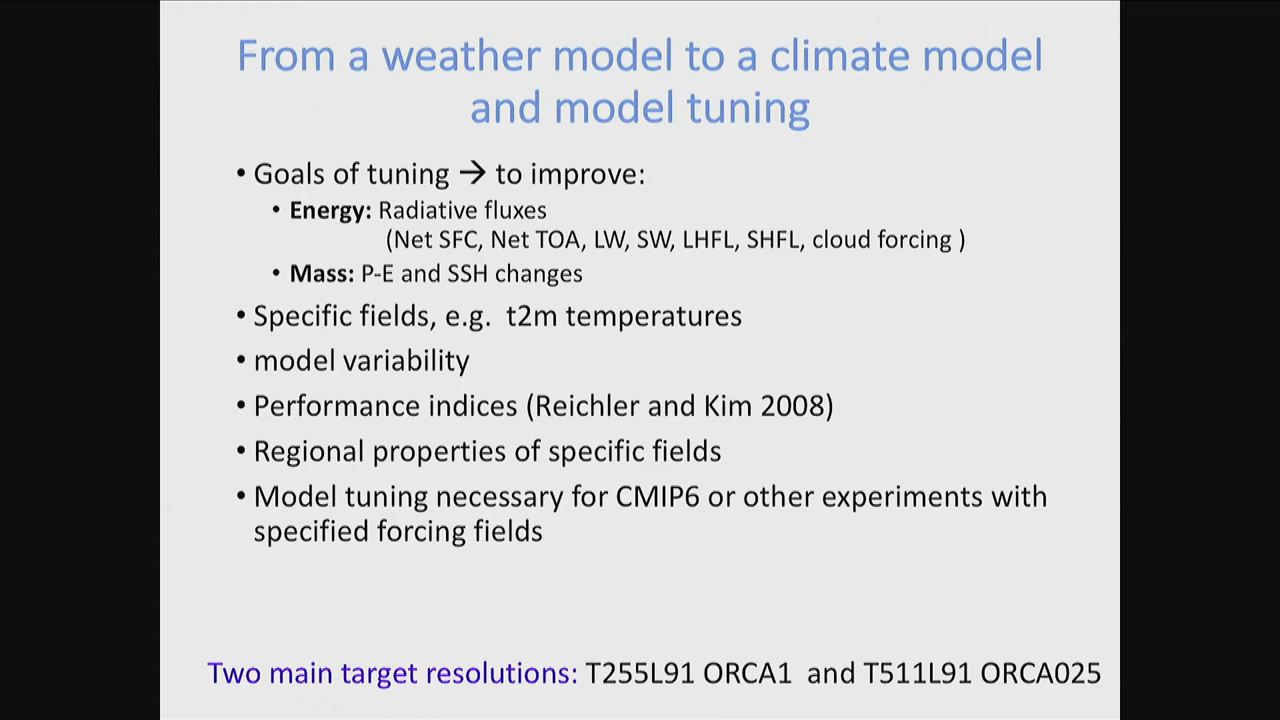 From a weather model to a climate model
and model tuning
• Goals of tuning → to improve:
• Energy: Radiative fluxes
(Net SFC, Net TOA, LW, SW, LHFL, SHFL, cloud forcing )
• Mass: P-E and SSH changes
• Specific fields, e.g. t2m temperatures
• model variability
• Performance indices (Reichler and Kim 2008)
• Regional properties of specific fields
• Model tuning necessary for CMIP6 or other experiments with
specified forcing fields
Two main target resolutions: T255L91 ORCA1 and T511L91 ORCA025